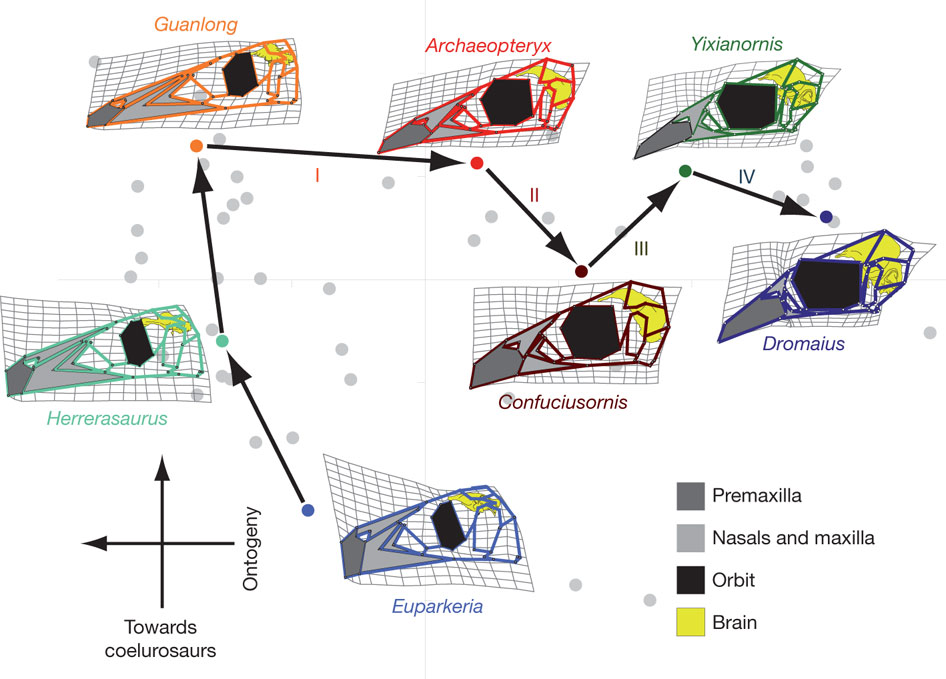 Guanlong
Archaeopteryx
Yixianornis
I
II
III
IV
Herrerasaurus
Confuciusornis
Dromaius
Euparkeria
Ontogeny
Towards
coelurosaurs
Premaxilla
Nasals and maxilla
Orbit
Brain